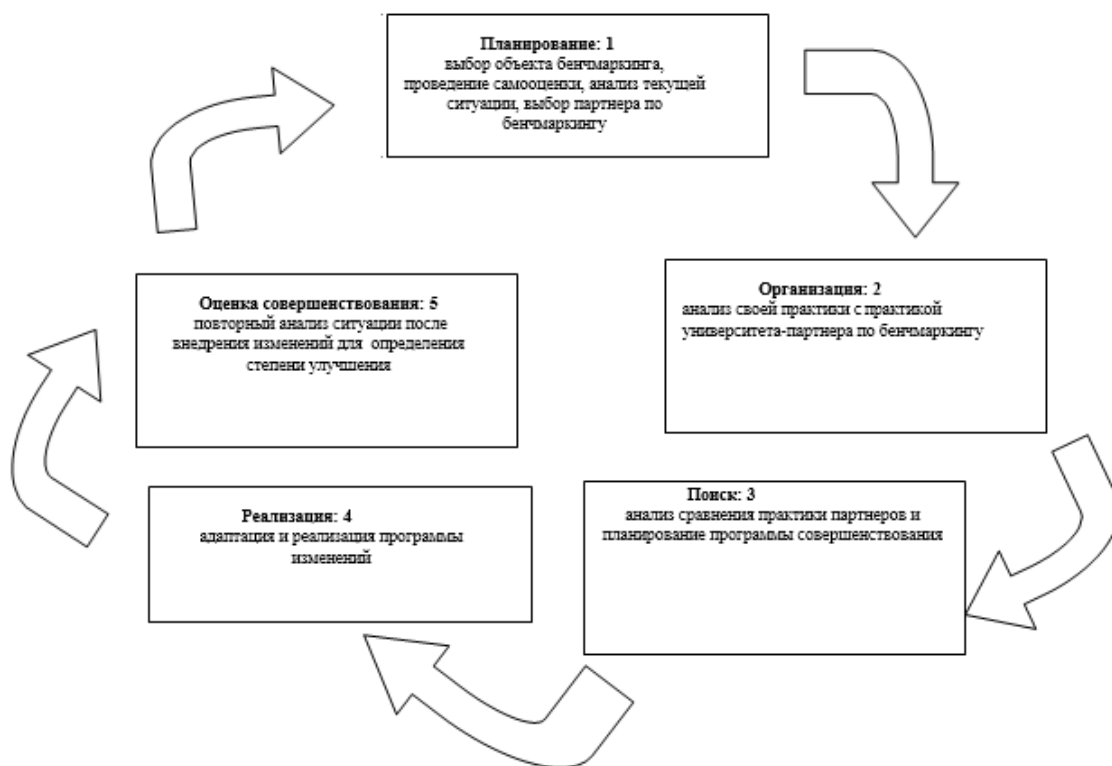 Планирование: 1
выбор объекта бенчмаркинга,
проведение самооценки, анализ текущей
ситуации, выбор партнера по
бенчмаркингу
Организация: 2
анализ своей практики с практикой
университета-партнера по бенчмаркингу
Поиск: 3
анализ сравнения практики партнеров и
планирование программы совершенствования
Реализация: 4
адаптация и реализация программы
изменений
Оценка совершенствования: 5
повторный анализ ситуации после
внедрения изменений для определения
степени улучшения